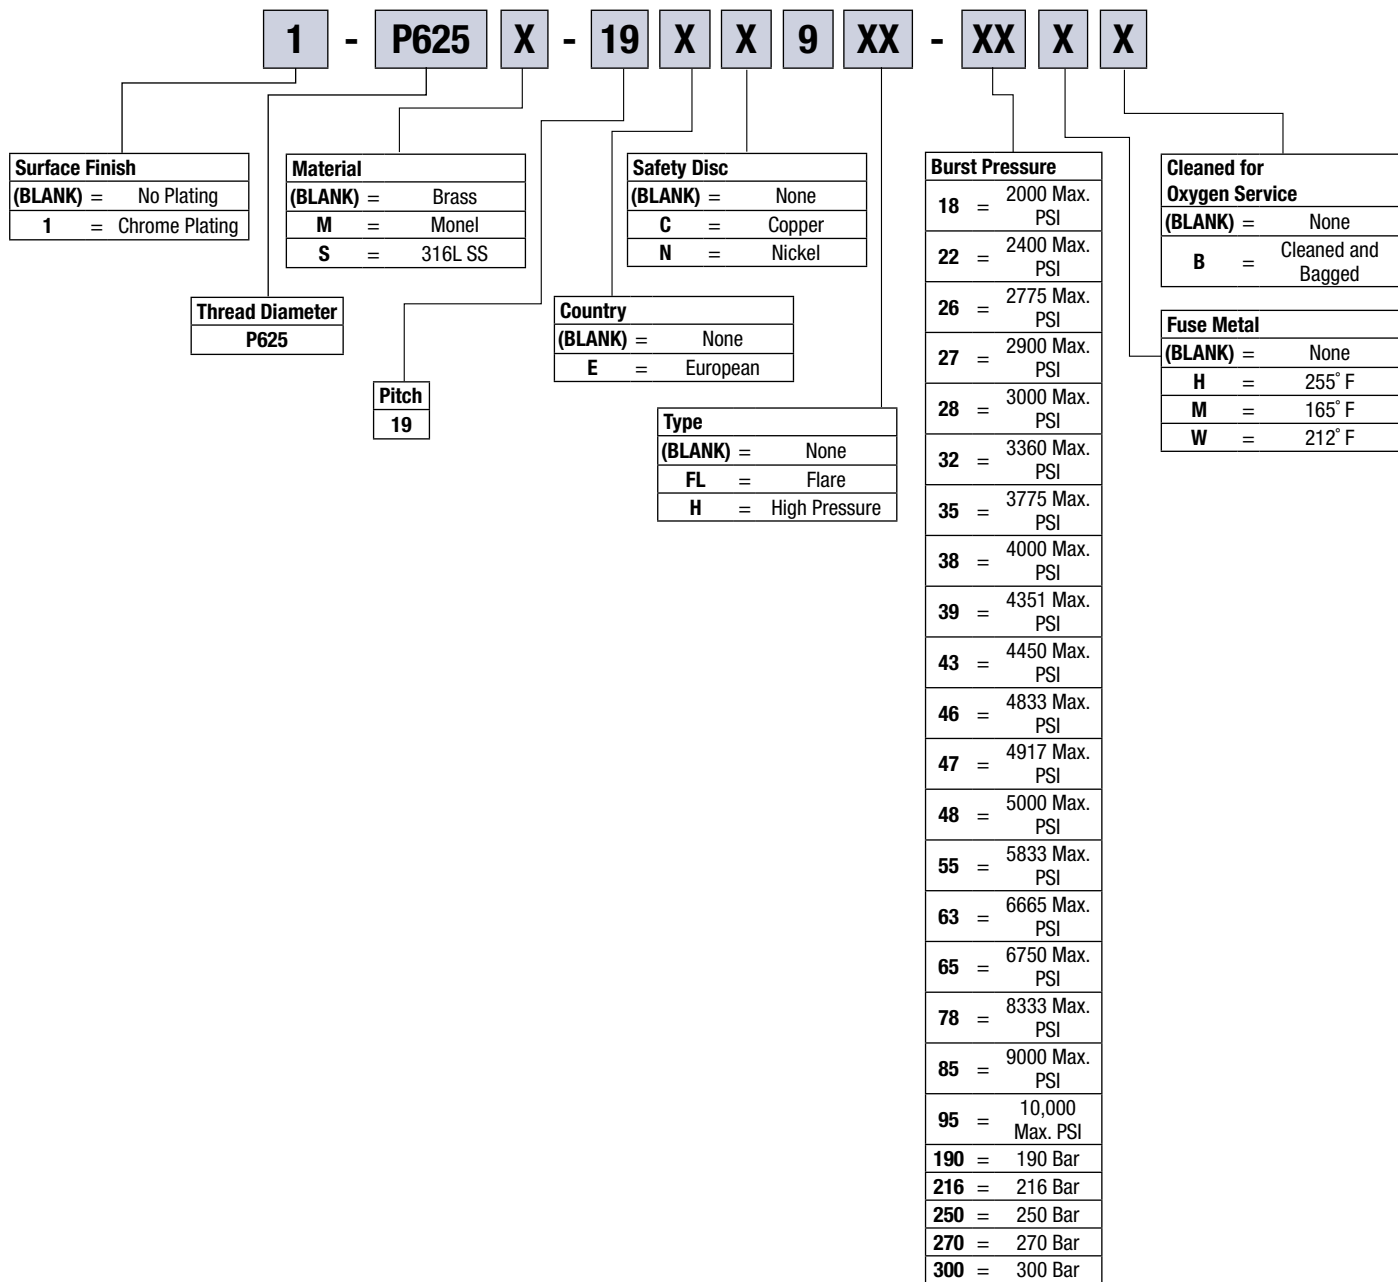 1 - P625 X - 19 X X 9 XX - XX X X
Surface Finish
(BLANK) = No Plating
1 = Chrome Plating
Material
(BLANK) = Brass
M = Monel
S = 316L SS
Safety Disc
(BLANK) = None
C = Copper
N = Nickel
Thread Diameter
P625
Country
(BLANK) = None
E = European
Pitch
19
Type
(BLANK) = None
FL = Flare
H = High Pressure
Burst Pressure
18 = 2000 Max.
PSI
22 = 2400 Max.
PSI
26 = 2775 Max.
PSI
27 = 2900 Max.
PSI
28 = 3000 Max.
PSI
32 = 3360 Max.
PSI
35 = 3775 Max.
PSI
38 = 4000 Max.
PSI
39 = 4351 Max.
PSI
43 = 4450 Max.
PSI
46 = 4833 Max.
PSI
47 = 4917 Max.
PSI
48 = 5000 Max.
PSI
55 = 5833 Max.
PSI
63 = 6665 Max.
PSI
65 = 6750 Max.
PSI
78 = 8333 Max.
PSI
85 = 9000 Max.
PSI
95 = 10,000
Max. PSI
190 = 190 Bar
216 = 216 Bar
250 = 250 Bar
270 = 270 Bar
300 = 300 Bar
Cleaned for
Oxygen Service
(BLANK) = None
B = Cleaned and
Bagged
Fuse Metal
(BLANK) = None
H = 255° F
M = 165° F
W = 212° F